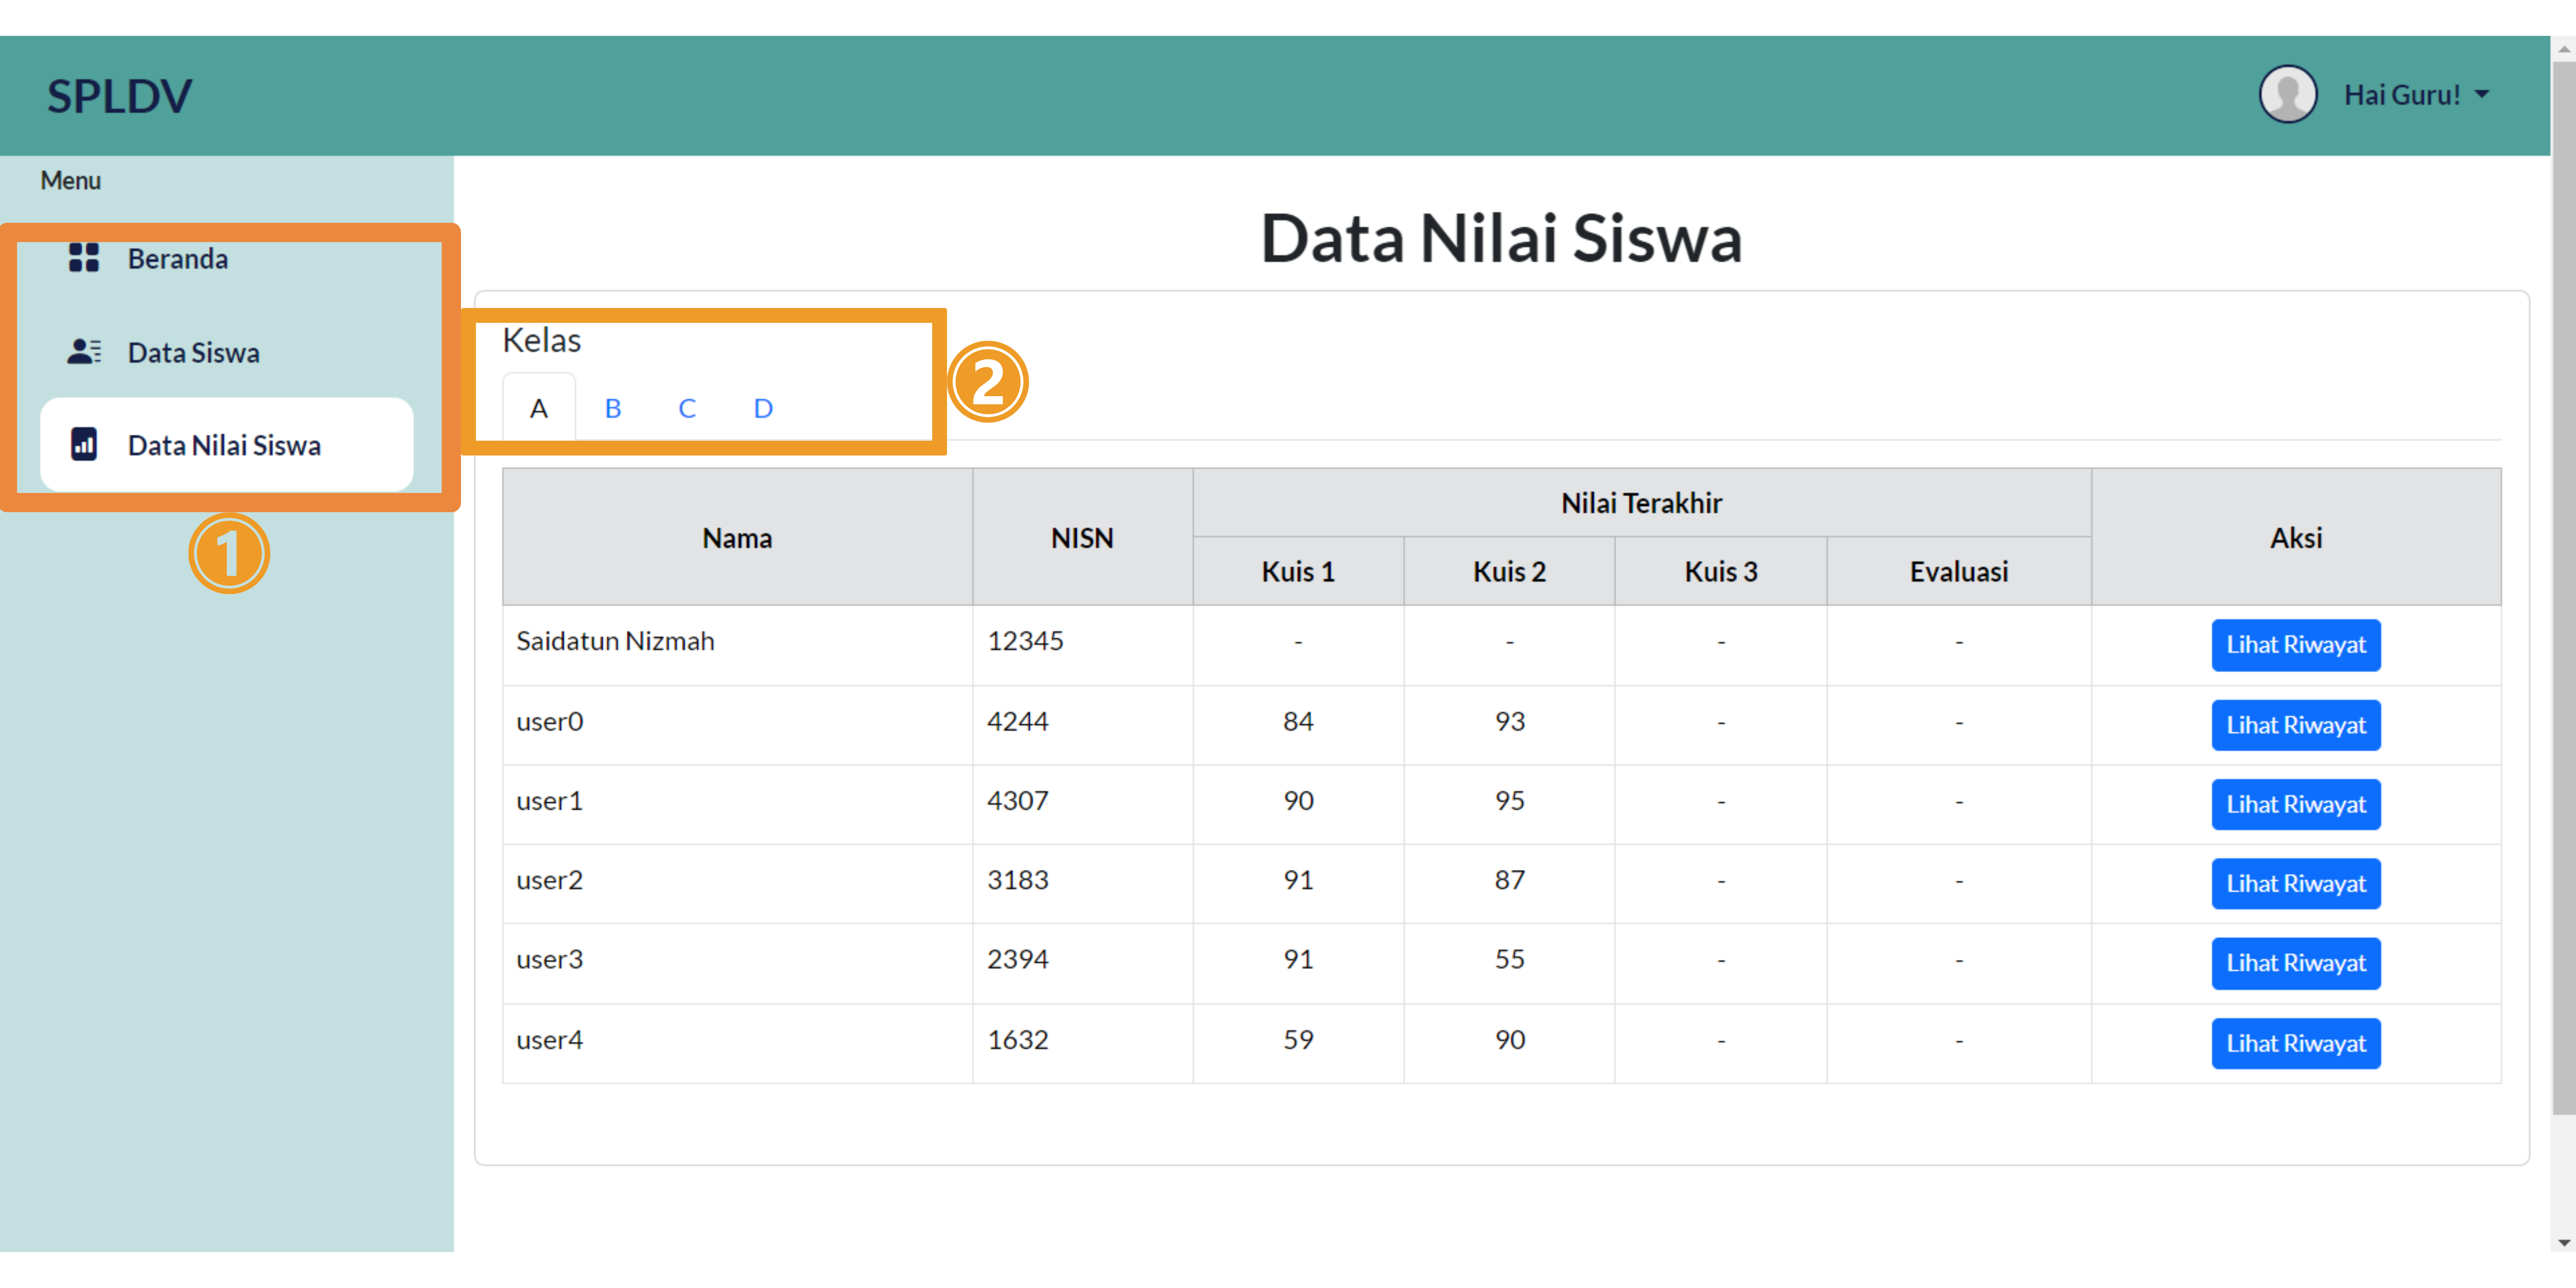 SPLDV
Hai Guru!
Menu
Beranda
Data Siswa
Data Nilai Siswa
1
Data Nilai Siswa
Kelas
A B C D
2
Nama NISN Nilai Terakhir Aksi
Kuis 1 Kuis 2 Kuis 3 Evaluasi
Saidatun Nizmah 12345 - - - - Lihat Riwayat
user0 4244 84 93 - - Lihat Riwayat
user1 4307 90 95 - - Lihat Riwayat
user2 3183 91 87 - - Lihat Riwayat
user3 2394 91 55 - - Lihat Riwayat
user4 1632 59 90 - - Lihat Riwayat